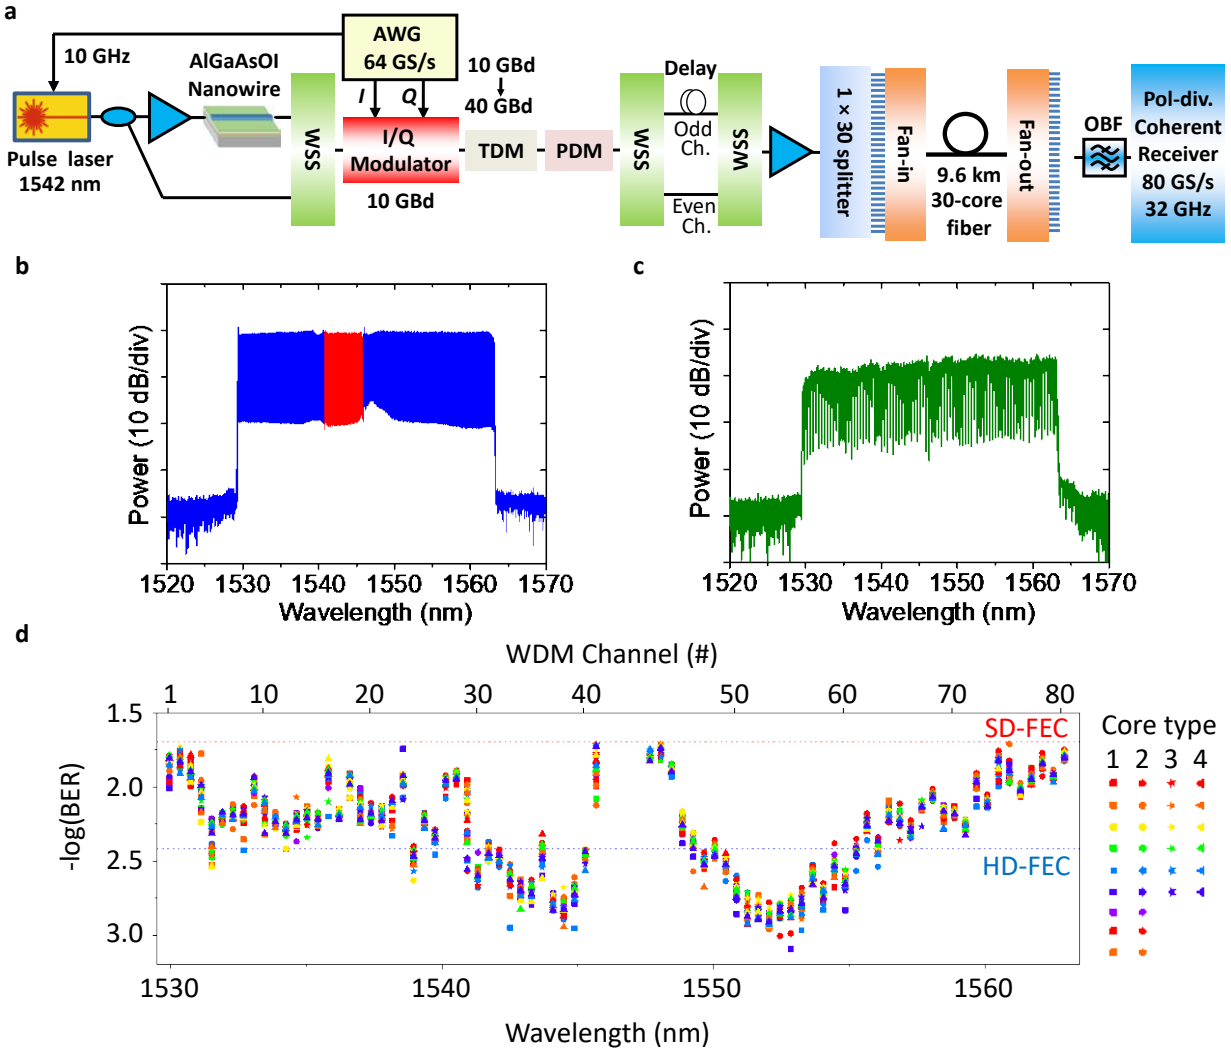 a
10 GHz
AWG
64 GS/s
AlGaAsOI
Nanowire
I Q
10 GBd
40 GBd
Pulse laser
1542 nm
WSS
I/Q
Modulator
10 GBd
TDM
PDM
WSS
Delay
Odd
Ch.
Even
Ch.
WSS
1 × 30 splitter
Fan-in
9.6 km
30-core
fiber
Fan-out
OBF
Pol-div.
Coherent
Receiver
80 GS/s
32 GHz
b
Power (10 dB/div)
1520 1530 1540 1550 1560 1570
Wavelength (nm)
c
Power (10 dB/div)
1520 1530 1540 1550 1560 1570
Wavelength (nm)
d
WDM Channel (#)
1 10 20 30 40 50 60 70 80
-log(BER)
1.5
2.0
2.5
3.0
SD-FEC
HD-FEC
1530 1540 1550 1560
Wavelength (nm)
Core type
1 2 3 4